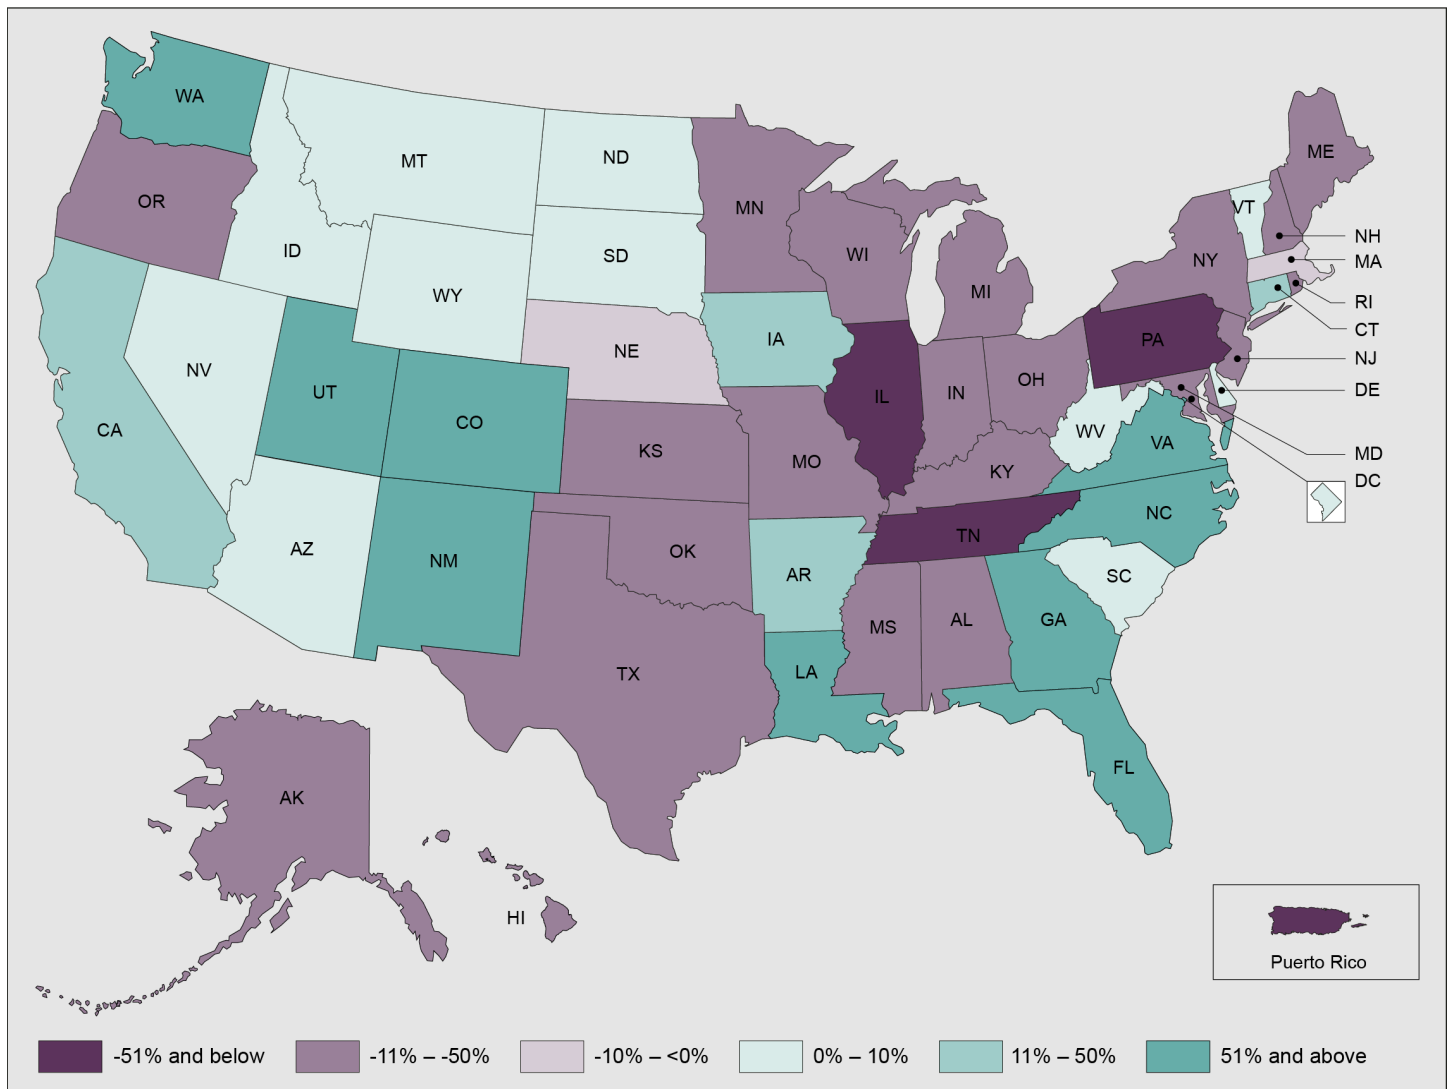 WA
OR
MT
ID
ND
SD
WY
MN
WI
MI
ME
VT
NY
NH
MA
RI
CT
NJ
DE
MD
DC
PA
NE
IA
IL
IN
OH
WV
VA
NV
UT
CO
CA
KS
MO
KY
NC
TN
SC
AZ
NM
OK
AR
MS
AL
GA
TX
LA
FL
AK
HI
Puerto Rico
-51% and below
-11% – -50%
-10% – <0%
0% – 10%
11% – 50%
51% and above